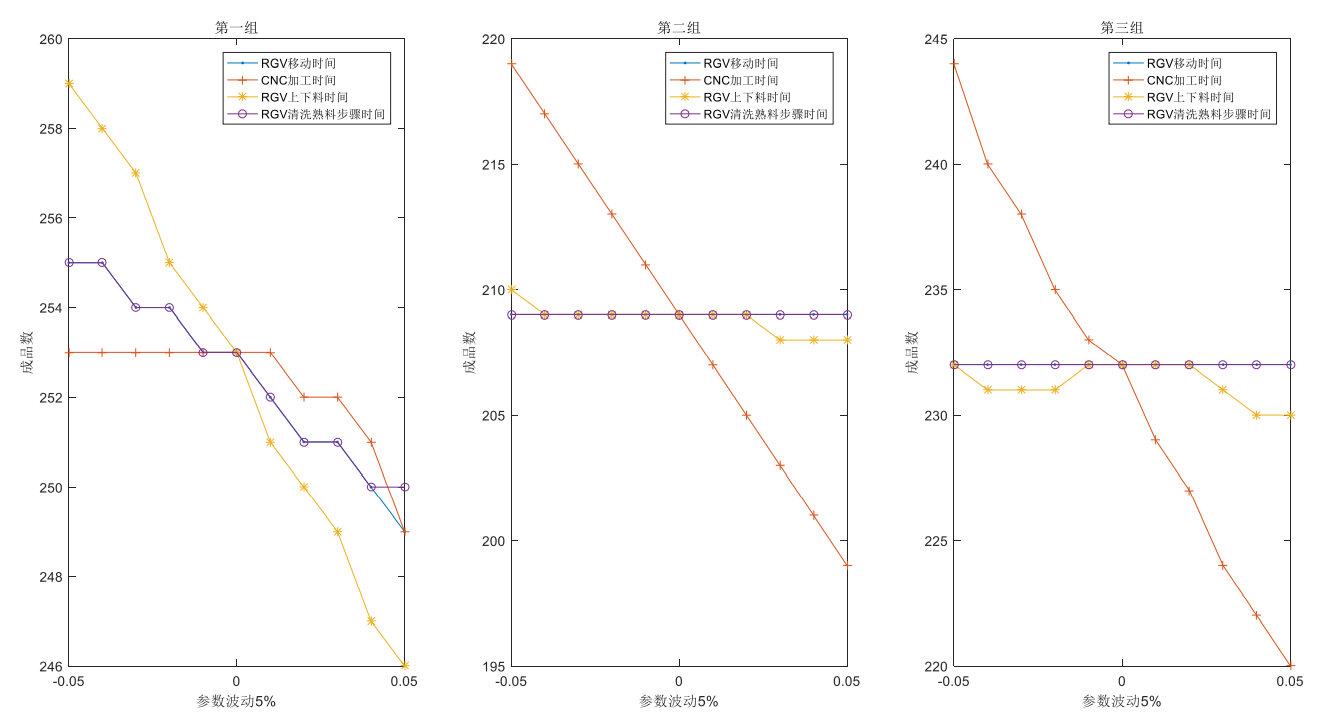 第一组
260
258
256
254
252
250
248
246
成品数
-0.05
0
0.05
参数波动5%
RGV移动时间
CNC加工时间
RGV上下料时间
RGV清洗熟料步骤时间
第二组
220
215
210
205
200
195
成品数
-0.05
0
0.05
参数波动5%
RGV移动时间
CNC加工时间
RGV上下料时间
RGV清洗熟料步骤时间
第三组
245
240
235
230
225
220
成品数
-0.05
0
0.05
参数波动5%
RGV移动时间
CNC加工时间
RGV上下料时间
RGV清洗熟料步骤时间